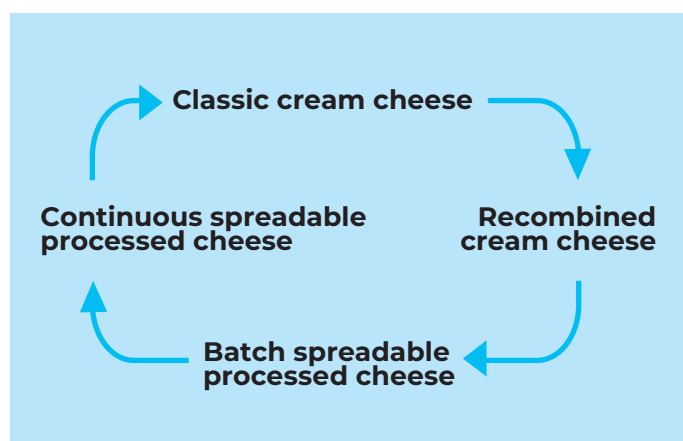 Classic cream cheese
Continuous spreadable
processed cheese
Recombined
cream cheese
Batch spreadable
processed cheese